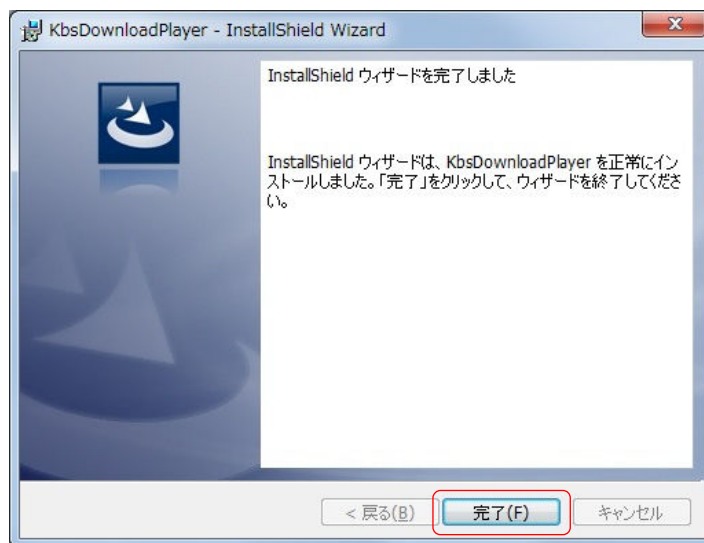 KbsDownloadPlayer - InstallShield Wizard
InstallShield ウィザードを完了しました
InstallShield ウィザードは、KbsDownloadPlayer を正常にイン
ストールしました。「完了」をクリックして、ウィザードを終了してくださ
い。
< 戻る(B)
完了(F)
キャンセル